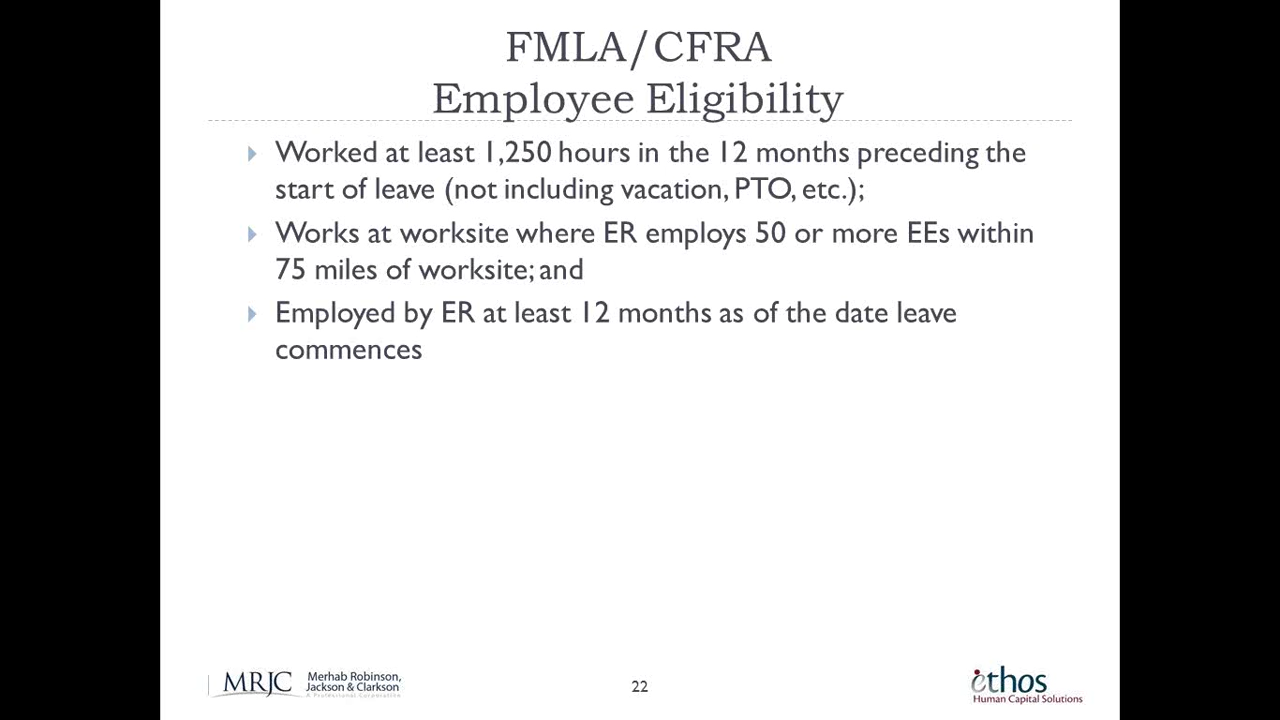 FMLA/CFRA
Employee Eligibility
Worked at least 1,250 hours in the 12 months preceding the
start of leave (not including vacation, PTO, etc.);
Works at worksite where ER employs 50 or more EEs within
75 miles of worksite; and
Employed by ER at least 12 months as of the date leave
commences
MRJC
Merhab Robinson,
Jackson & Clarkson
A Professional Corporation
22
ethos
Human Capital Solutions